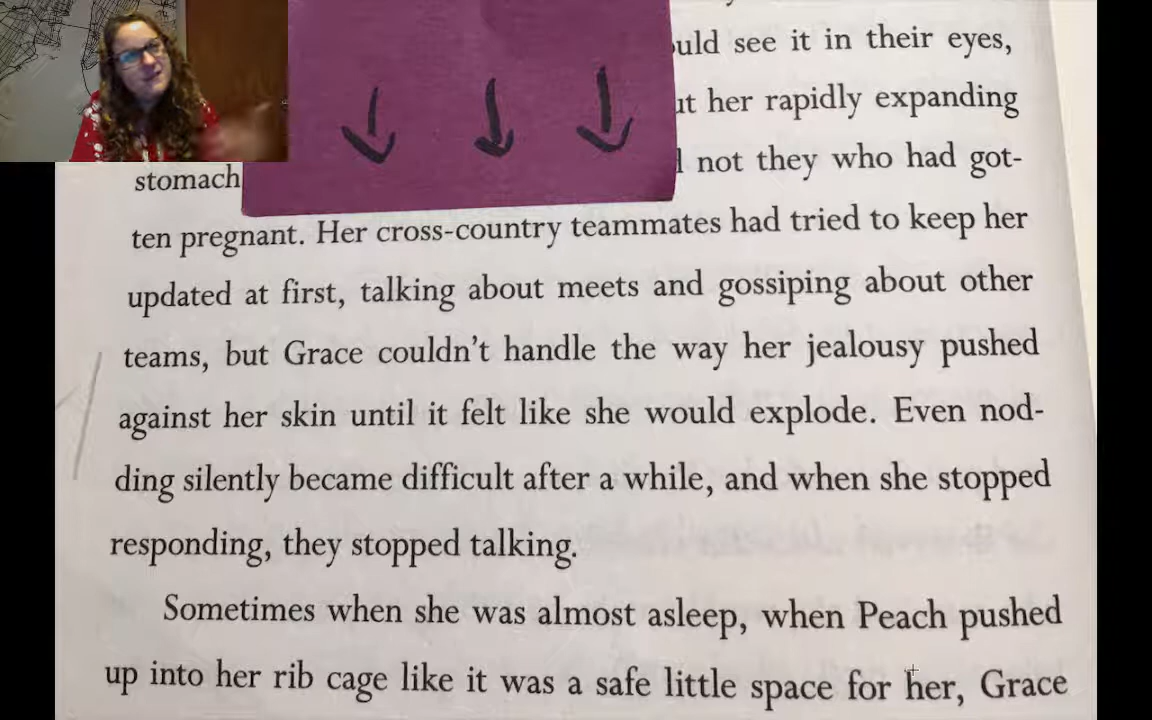 see it in their eyes,
her rapidly expanding
stomach not they who had got-
ten pregnant. Her cross-country teammates had tried to keep her
updated at first, talking about meets and gossiping about other
teams, but Grace couldn't handle the way her jealousy pushed
against her skin until it felt like she would explode. Even nod-
ding silently became difficult after a while, and when she stopped
responding, they stopped talking.
Sometimes when she was almost asleep, when Peach pushed
up into her rib cage like it was a safe little space for her, Grace